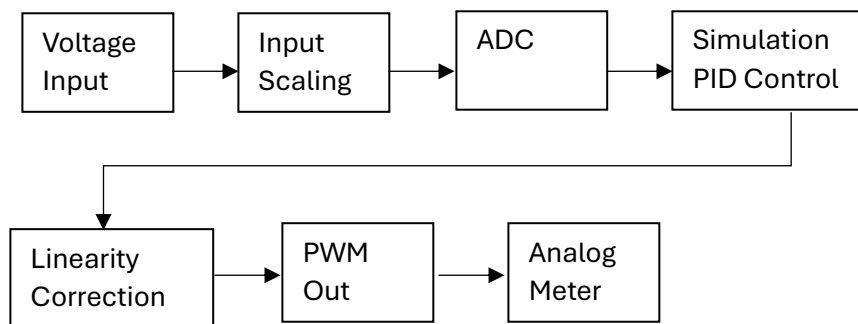 Voltage
Input
Input
Scaling
ADC
Simulation
PID Control
Linearity
Correction
PWM
Out
Analog
Meter